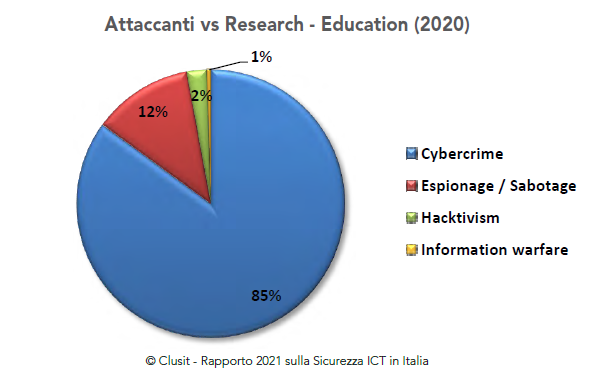 Attaccanti vs Research - Education (2020)
1%
2%
12%
Cybercrime
Espionage / Sabotage
Hacktivism
Information warfare
85%
© Clusit - Rapporto 2021 sulla Sicurezza ICT in Italia